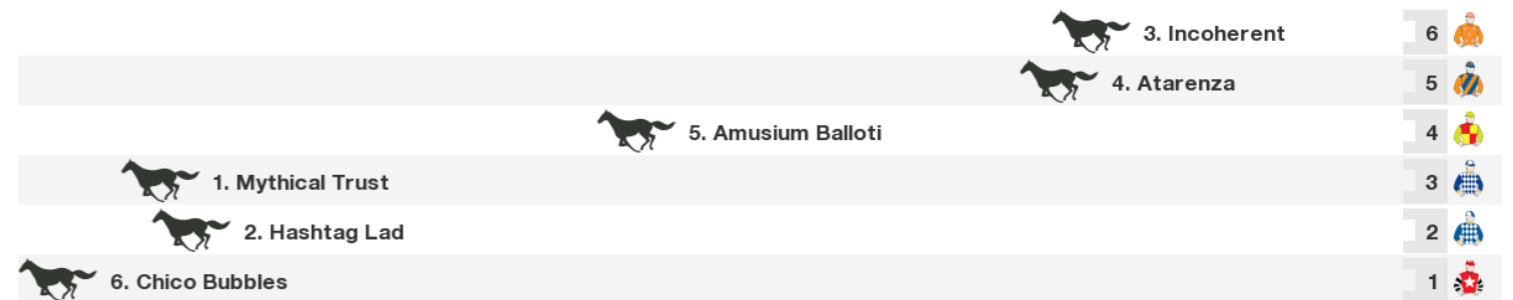 3. Incoherent 6
4. Atarenza 5
5. Amusium Balloti 4
1. Mythical Trust 3
2. Hashtag Lad 2
6. Chico Bubbles 1